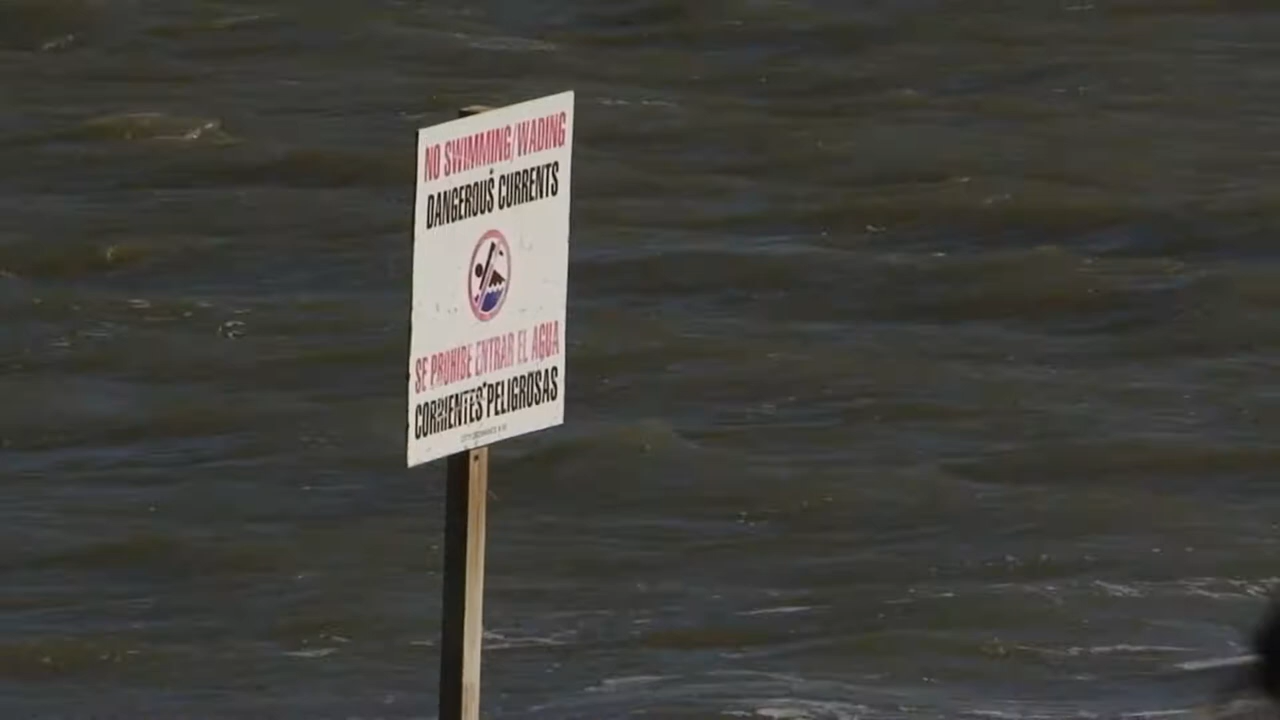 NO SWIMMING/WADING
DANGEROUS CURRENTS
SE PROHIBE ENTRAR EL AGUA
CORRIENTES PELIGROSAS